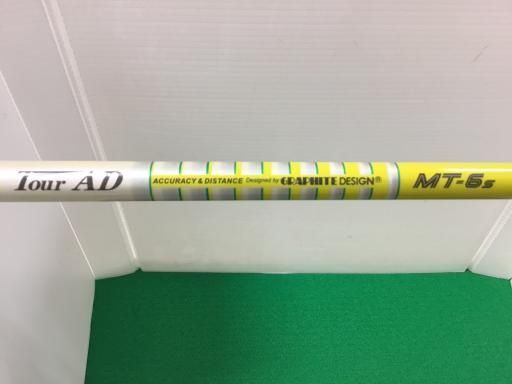 Tour AD ACCURACY & DISTANCE Designed by GRAPHITE DESIGN® MT-6s